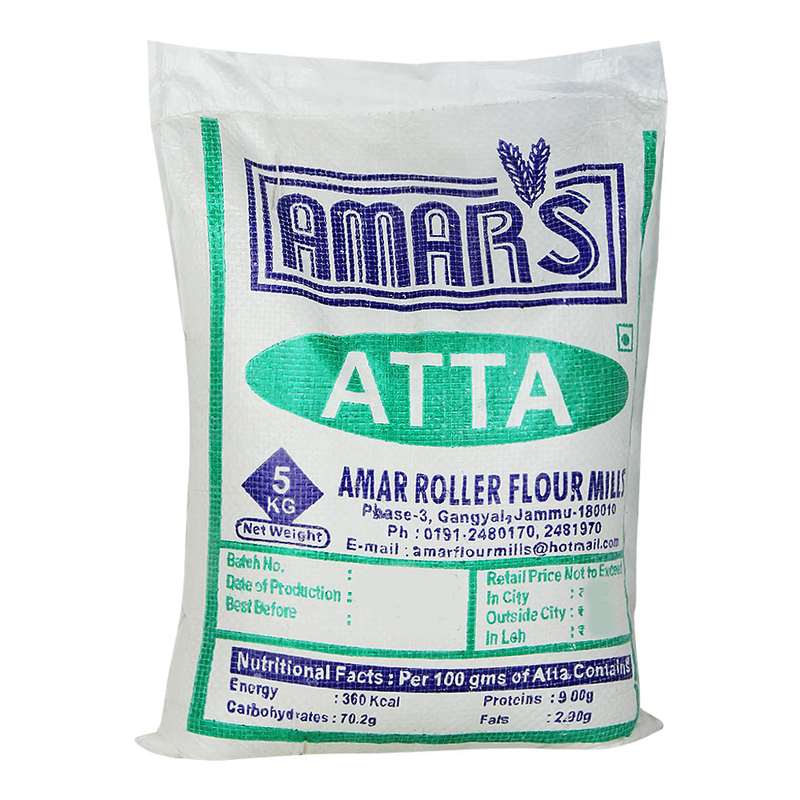 AMAR'S
ATTA
5
KG
Net Weight
AMAR ROLLER FLOUR MILLS
Phase-3, Gangyal, Jammu-180010
Ph : 0191-2480170, 2481970
E-mail : amarflourmills@hotmail.com
Batch No. :
Date of Production :
Best Before :
Retail Price Not to Exceed
In City : ₹
Outside City : ₹
In Leh : ₹
Nutritional Facts : Per 100 gms of Atta Contains
Energy : 360 Kcal
Proteins : 9.00g
Carbohydrates : 70.2g
Fats : 2.90g